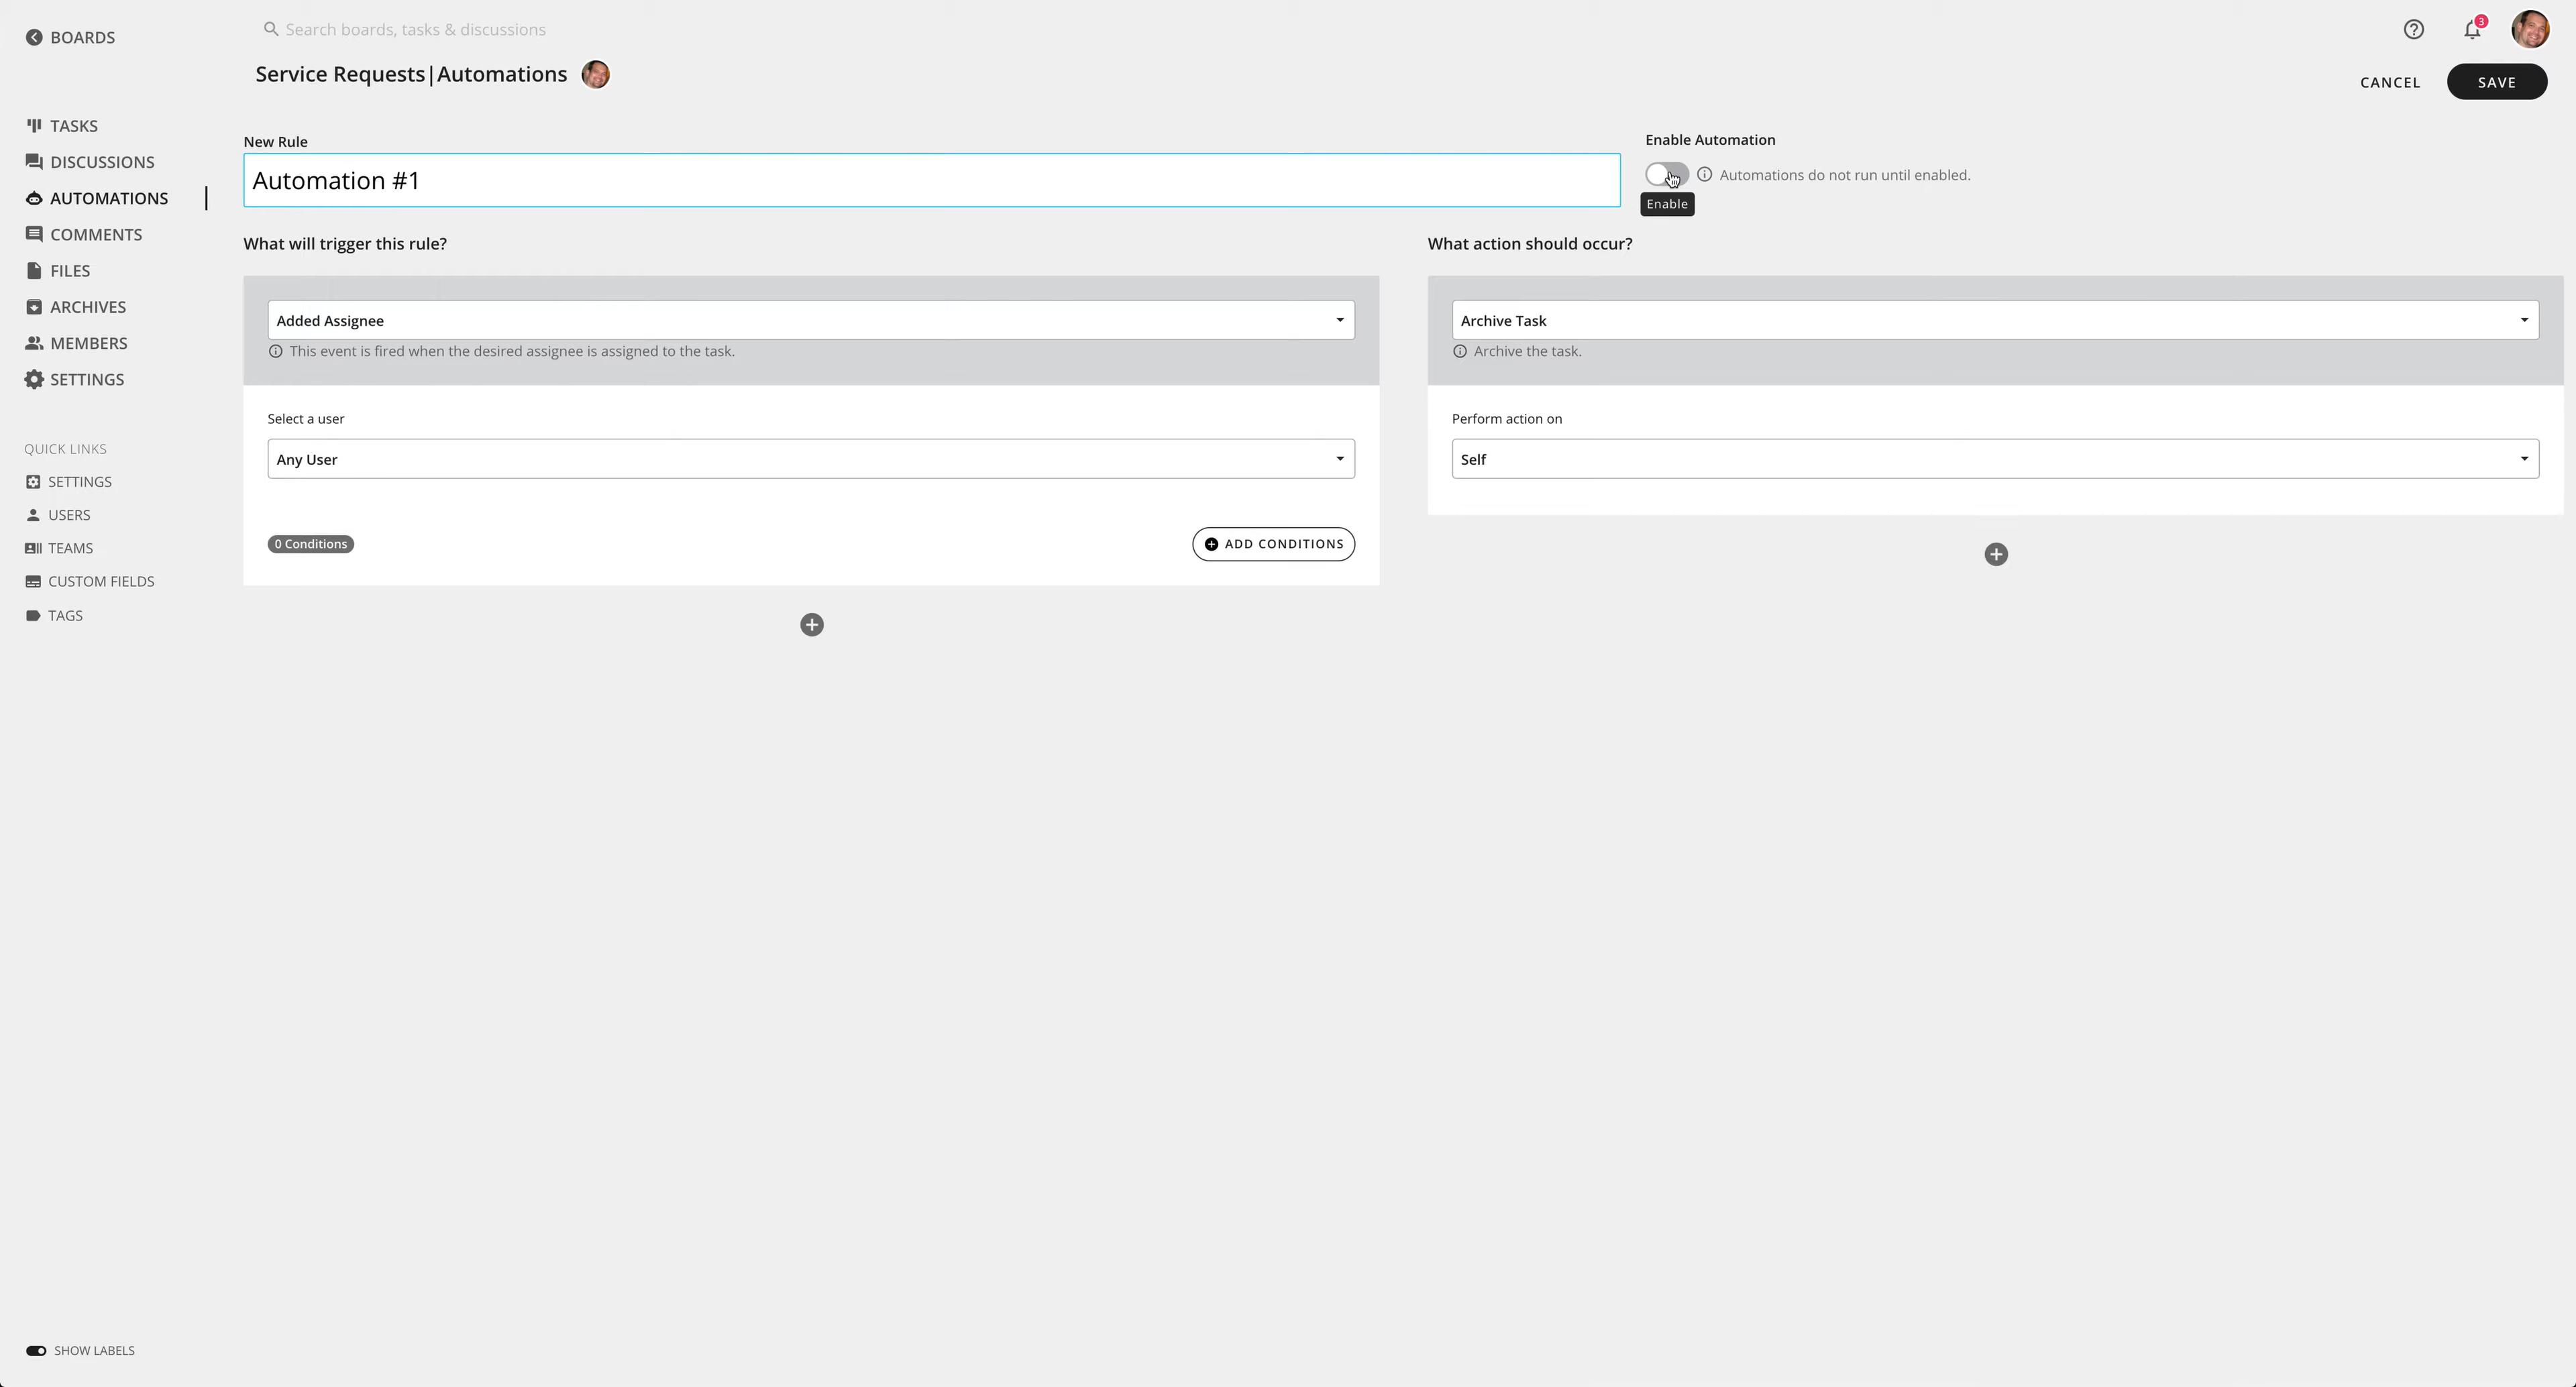 BOARDS
Search boards, tasks & discussions
3
Service Requests|Automations
CANCEL
SAVE
TASKS
DISCUSSIONS
AUTOMATIONS
COMMENTS
FILES
ARCHIVES
MEMBERS
SETTINGS
QUICK LINKS
SETTINGS
USERS
TEAMS
CUSTOM FIELDS
TAGS
SHOW LABELS
New Rule
Automation #1
Enable Automation
Automations do not run until enabled.
Enable
What will trigger this rule?
Added Assignee
This event is fired when the desired assignee is assigned to the task.
Select a user
Any User
0 Conditions
ADD CONDITIONS
What action should occur?
Archive Task
Archive the task.
Perform action on
Self